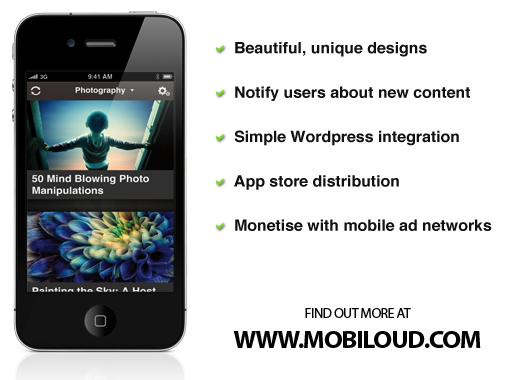 3G
9:41 AM
Photography
50 Mind Blowing Photo
Manipulations
Painting the Sky: A Host
Beautiful, unique designs
Notify users about new content
Simple Wordpress integration
App store distribution
Monetise with mobile ad networks
FIND OUT MORE AT
WWW.MOBILOUD.COM